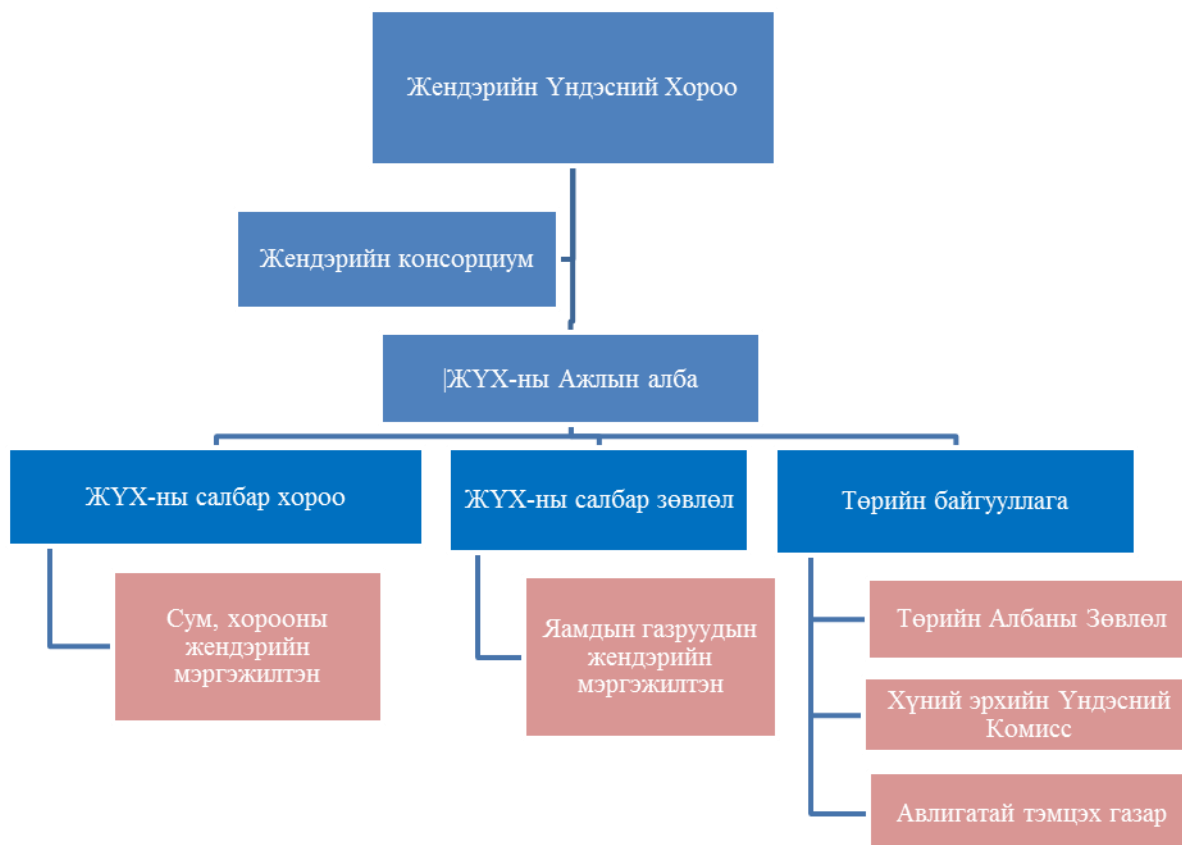 Жендэрийн Үндэсний Хороо
Жендэрийн консорциум
|ЖҮХ-ны Ажлын алба
ЖҮХ-ны салбар хороо
ЖҮХ-ны салбар зөвлөл
Төрийн байгууллага
Сум, хорооны
жендэрийн
мэргэжилтэн
Яамдын газруудын
жендэрийн
мэргэжилтэн
Төрийн Албаны Зөвлөл
Хүний эрхийн Үндэсний
Комисс
Авлигатай тэмцэх газар